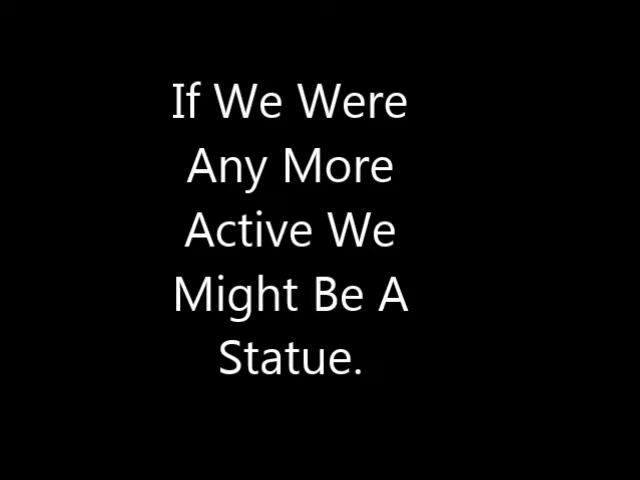 If We Were
Any More
Active We
Might Be A
Statue.